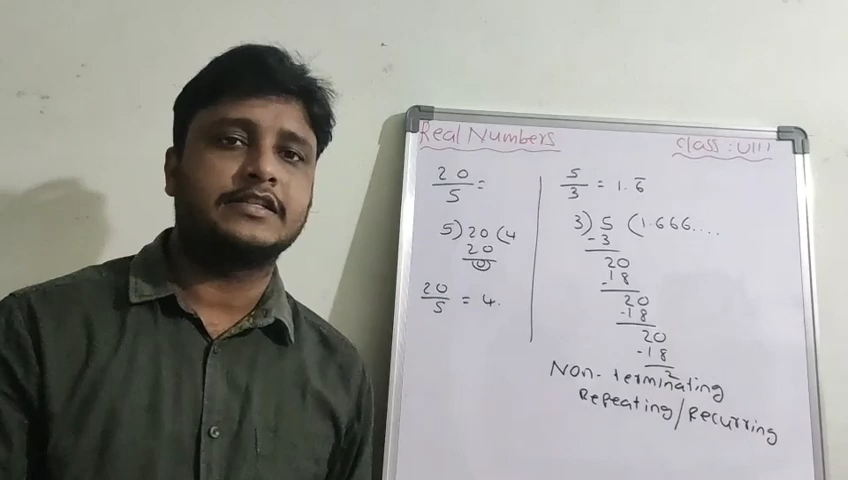 Real Numbers
class : VIII
20/5 =
5) 20 (4
20
0
20/5 = 4.
5/3 = 1.6̅
3) 5 (1.666....
-3
20
-18
20
-18
20
-18
2
Non-terminating
Repeating/Recurring